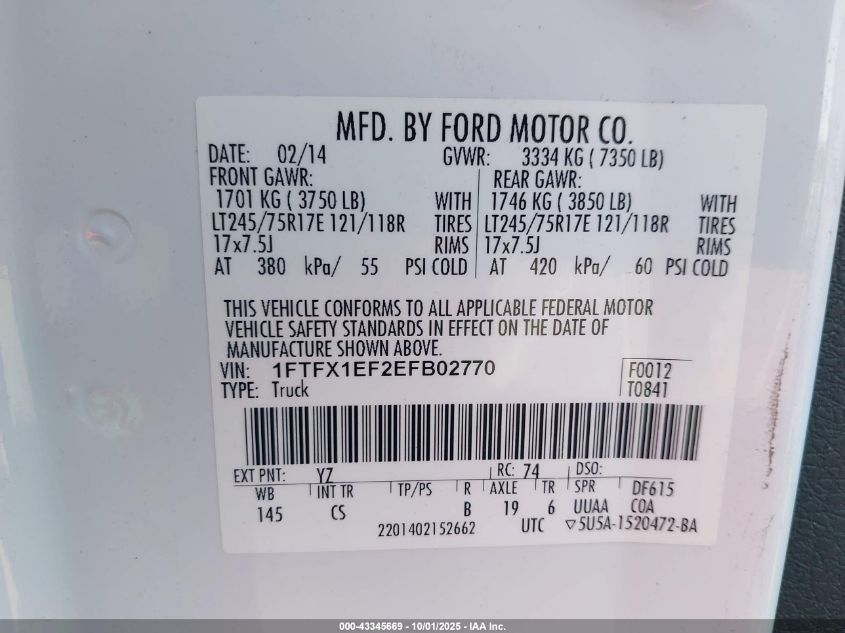 MFD. BY FORD MOTOR CO.
DATE: 02/14 GVWR: 3334 KG ( 7350 LB)
FRONT GAWR: REAR GAWR:
1701 KG ( 3750 LB) WITH 1746 KG ( 3850 LB) WITH
LT245/75R17E 121/118R TIRES LT245/75R17E 121/118R TIRES
17x7.5J RIMS 17x7.5J RIMS
AT 380 kPa/ 55 PSI COLD AT 420 kPa/ 60 PSI COLD
THIS VEHICLE CONFORMS TO ALL APPLICABLE FEDERAL MOTOR
VEHICLE SAFETY STANDARDS IN EFFECT ON THE DATE OF
MANUFACTURE SHOWN ABOVE.
VIN: 1FTFX1EF2EFB02770 F0012
TYPE: Truck T0841
EXT PNT: YZ RC: 74 DSO:
WB INT TR TP/PS R AXLE TR SPR DF615
145 CS B 19 6 UUAA COA
2201402152662 UTC ▽5U5A-1520472-BA
000-43345669 - 10/01/2025 - IAA Inc.